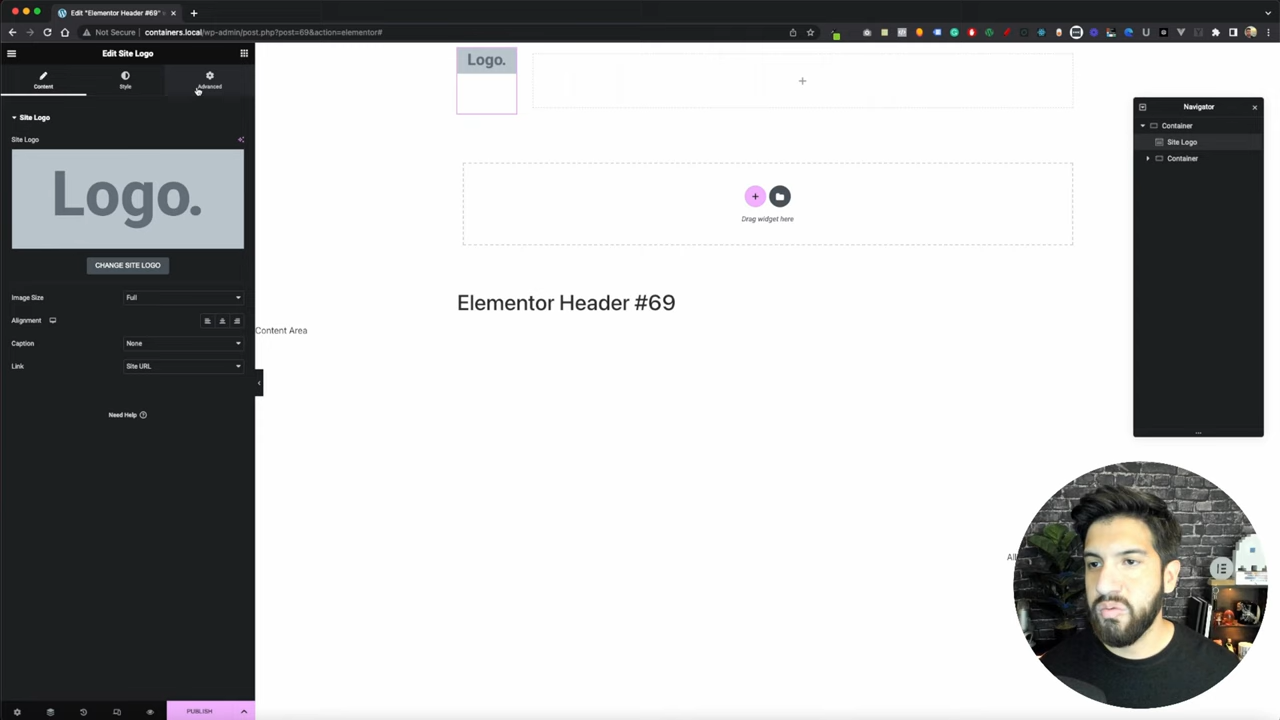 Edit "Elementor Header #69"
Not Secure
containers.local/wp-admin/post.php?post=69&action=elementor#
Edit Site Logo
Content
Style
Advanced
Site Logo
Site Logo
Logo.
CHANGE SITE LOGO
Image Size
Full
Alignment
Caption
None
Link
Site URL
Need Help
PUBLISH
Logo.
Drag widget here
Elementor Header #69
Content Area
All
Navigator
Container
Site Logo
Container